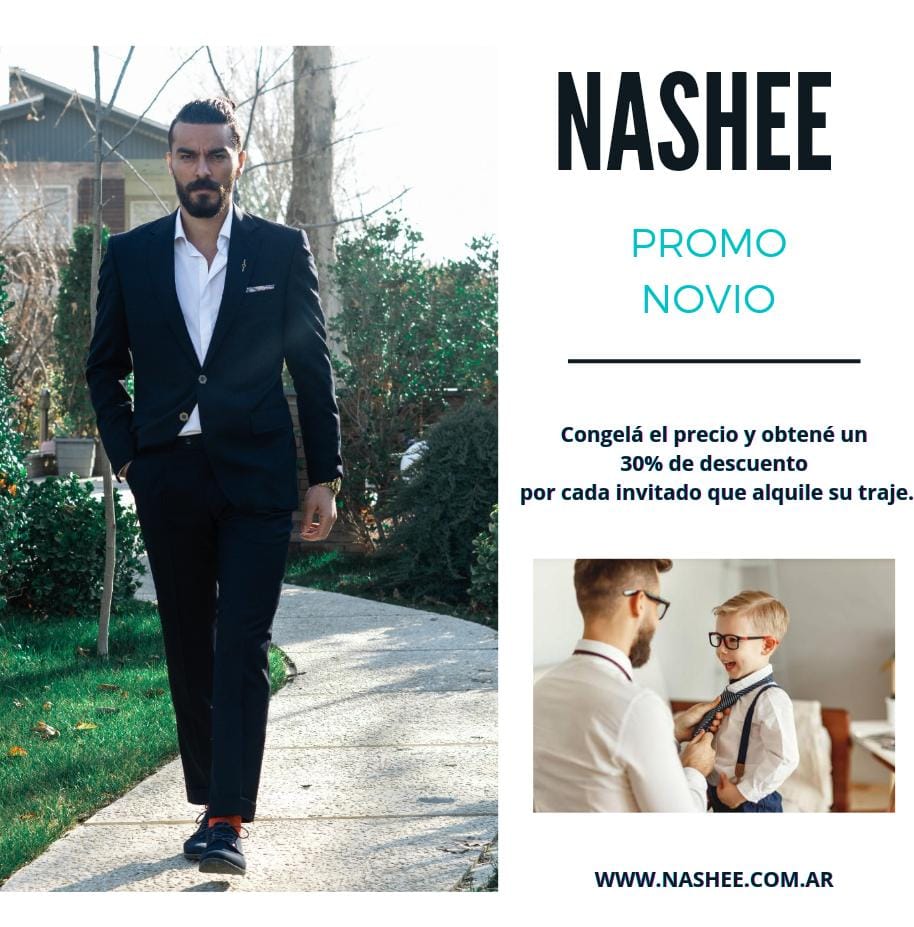 NASHEE
PROMO
NOVIO
Congelá el precio y obtené un
30% de descuento
por cada invitado que alquile su traje.
WWW.NASHEE.COM.AR